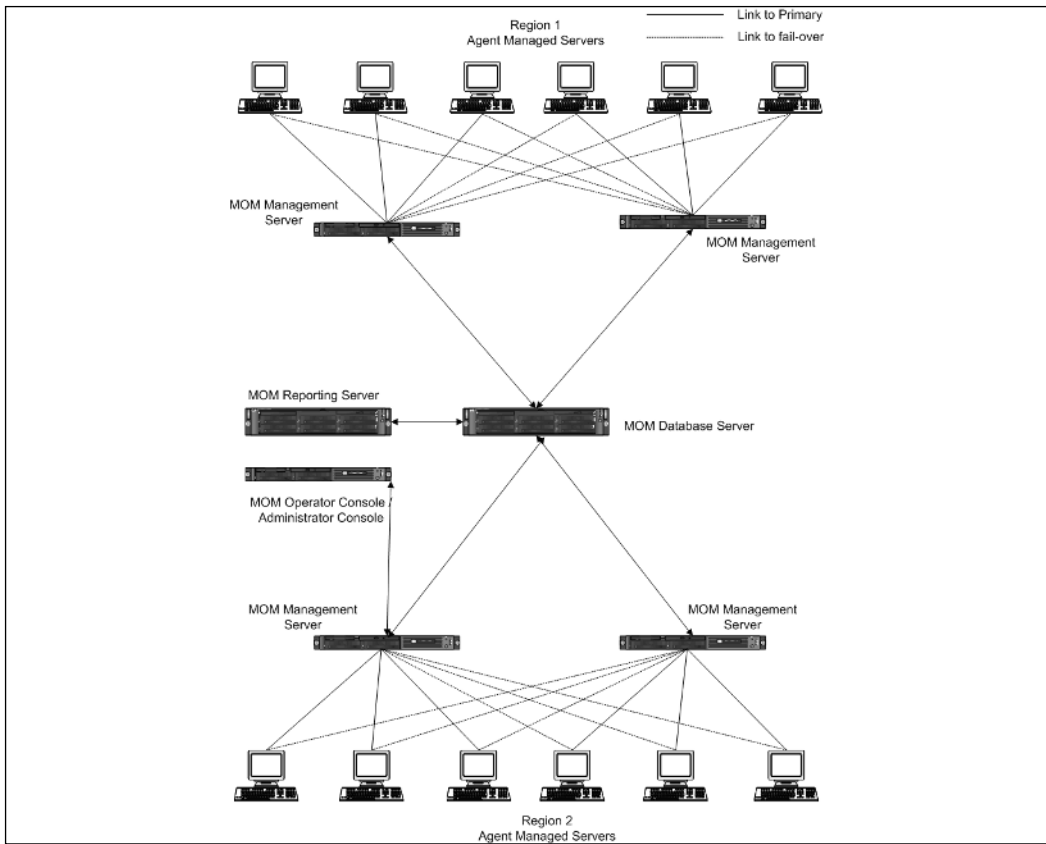 Region 1
Agent Managed Servers
Link to Primary
Link to fail-over
MOM Management
Server
MOM Management
Server
MOM Reporting Server
MOM Database Server
MOM Operator Console /
Administrator Console
MOM Management
Server
MOM Management
Server
Region 2
Agent Managed Servers